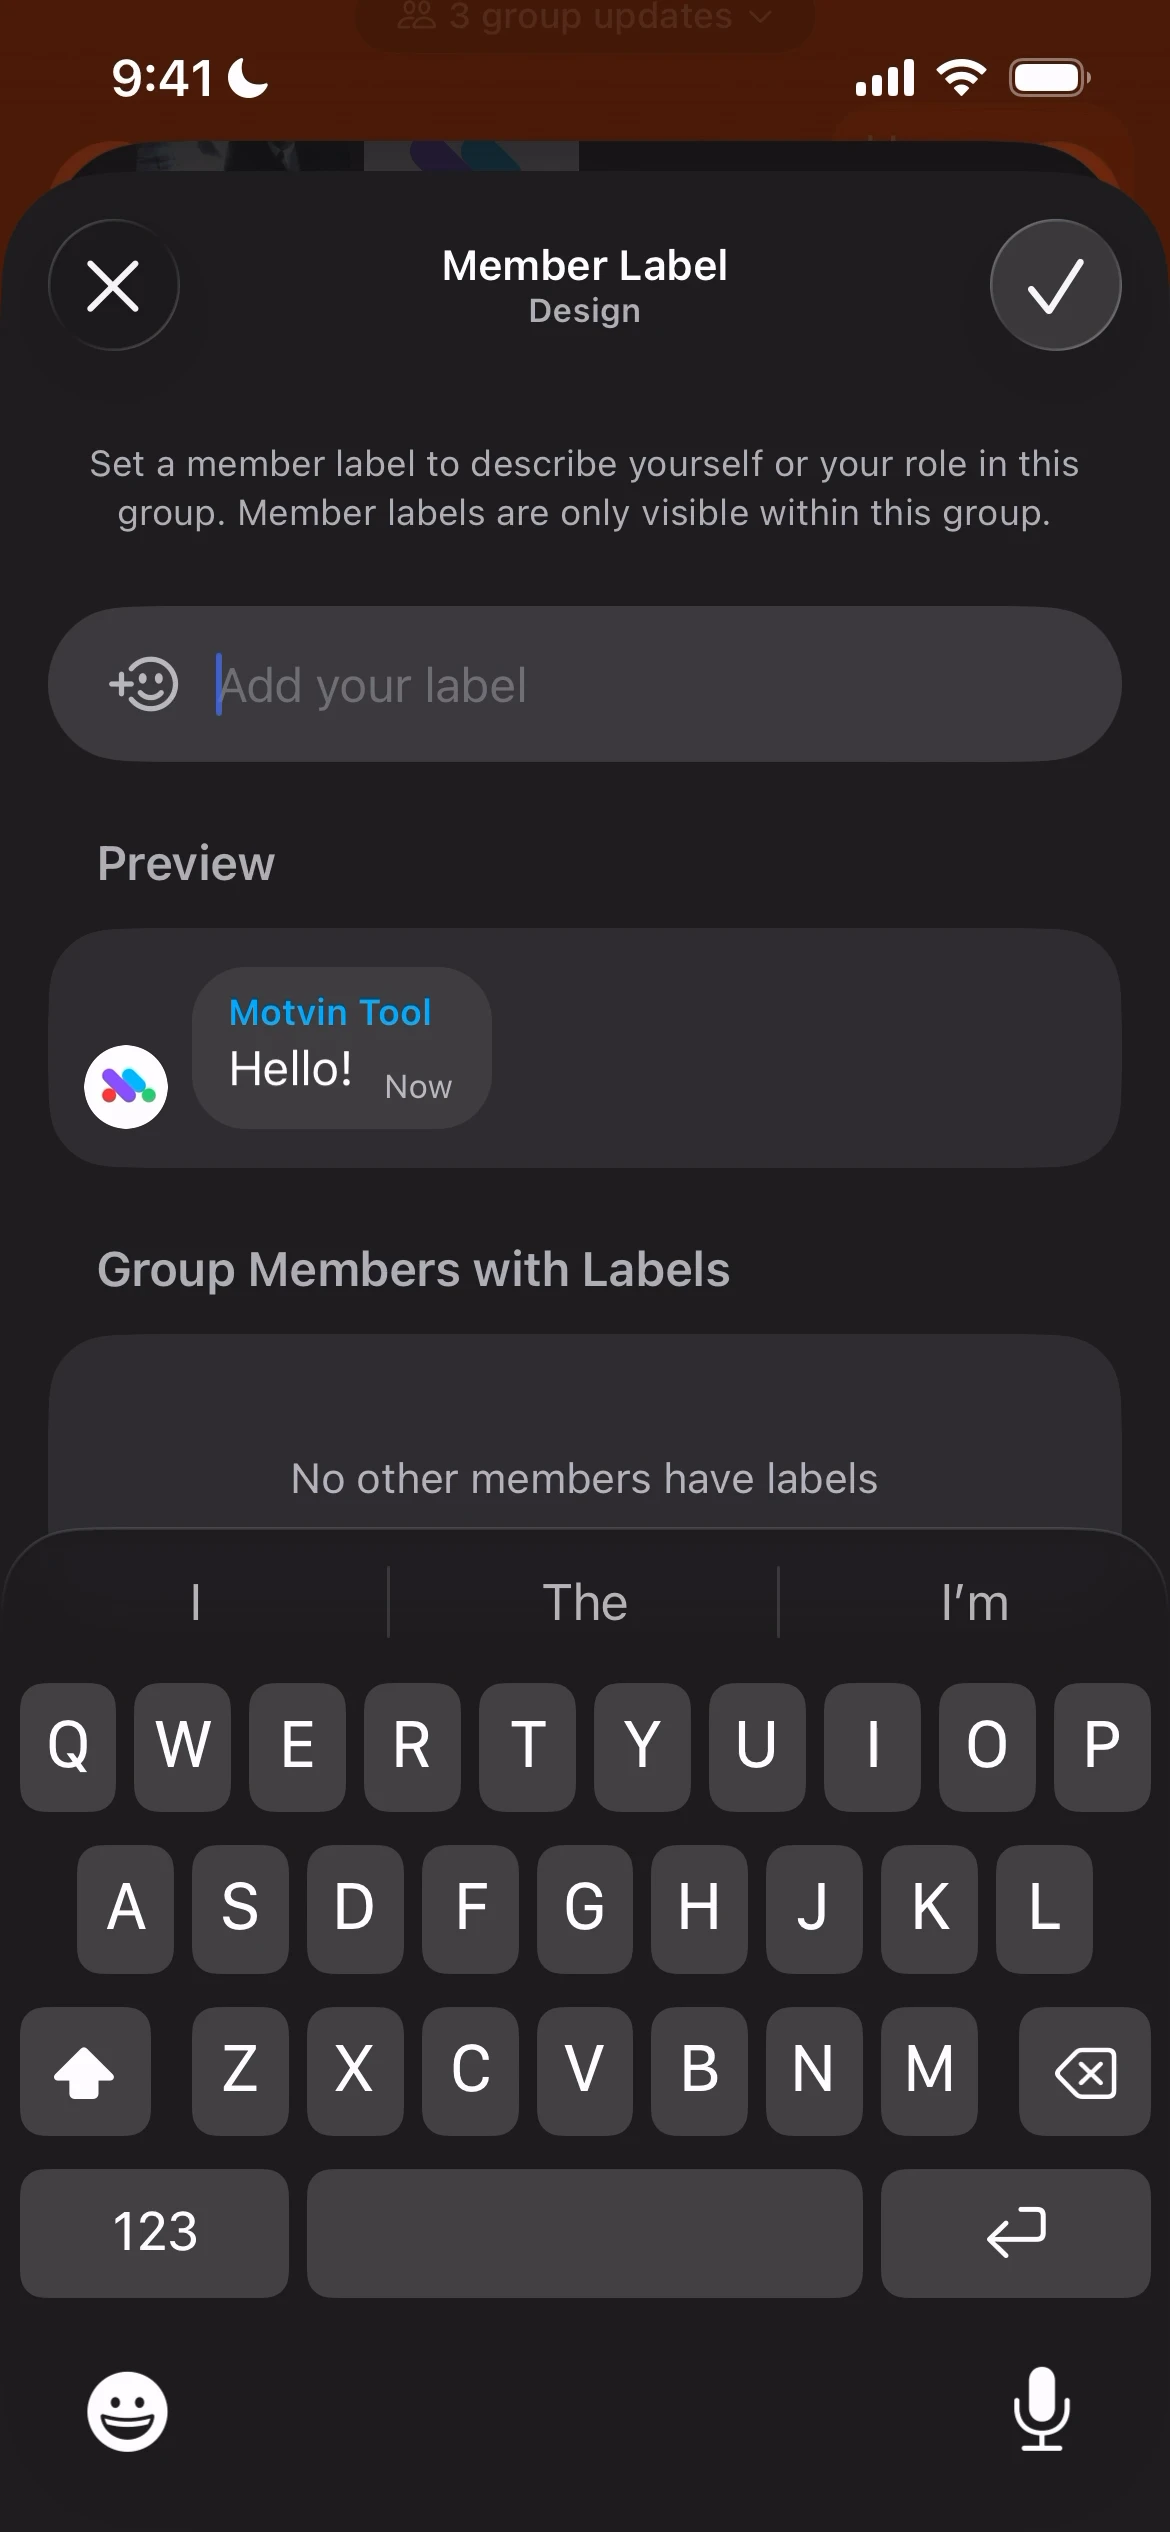 3 group updates
9:41
Member Label
Design
Set a member label to describe yourself or your role in this
group. Member labels are only visible within this group.
Add your label
Preview
Motvin Tool
Hello!
Now
Group Members with Labels
No other members have labels
I The I’m
Q W E R T Y U I O P
A S D F G H J K L
Z X C V B N M
123